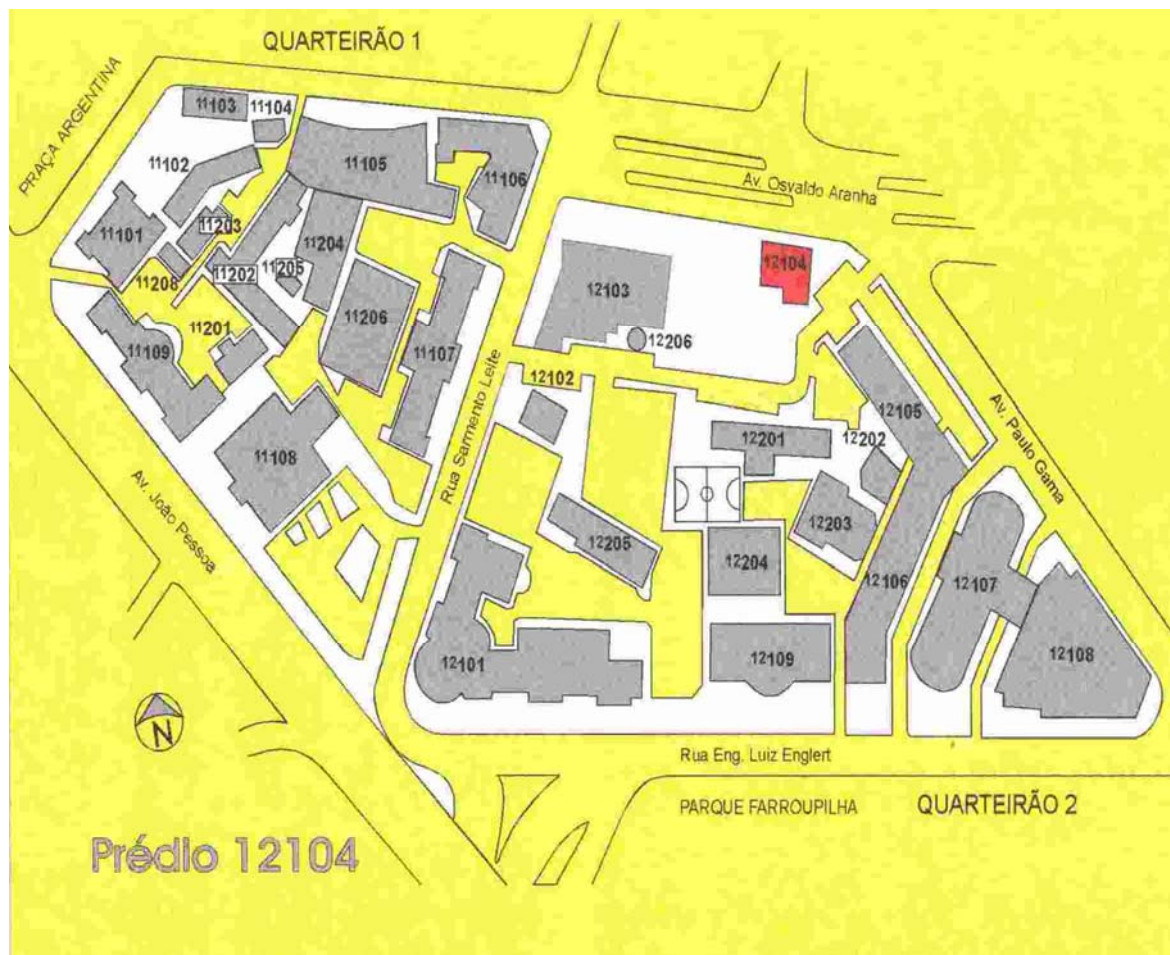 QUARTEIRÃO 1
PRAÇA ARGENTINA
11103
11104
11102
11105
11106
11101
11203
11204
11202
11205
11208
11201
11206
11109
11107
11108
Av. João Pessoa
Rua Sarmento Leite
Av. Osvaldo Aranha
12104
12103
12206
12102
12105
12201
12202
Av. Paulo Gama
12203
12205
12204
12106
12107
12101
12109
12108
N
Rua Eng. Luiz Englert
PARQUE FARROUPILHA
QUARTEIRÃO 2
Prédio 12104